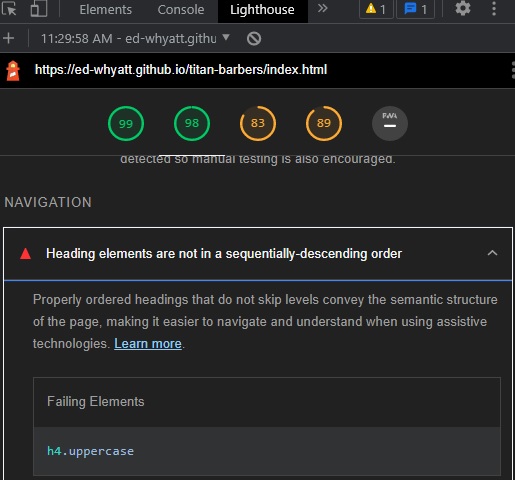 Elements Console Lighthouse » 1 1
+ 11:29:58 AM - ed-whyatt.githu ▼
https://ed-whyatt.github.io/titan-barbers/index.html
99 98 83 89 PWA
detected so manual testing is also encouraged.
NAVIGATION
Heading elements are not in a sequentially-descending order
Properly ordered headings that do not skip levels convey the semantic structure
of the page, making it easier to navigate and understand when using assistive
technologies. Learn more.
Failing Elements
h4.uppercase